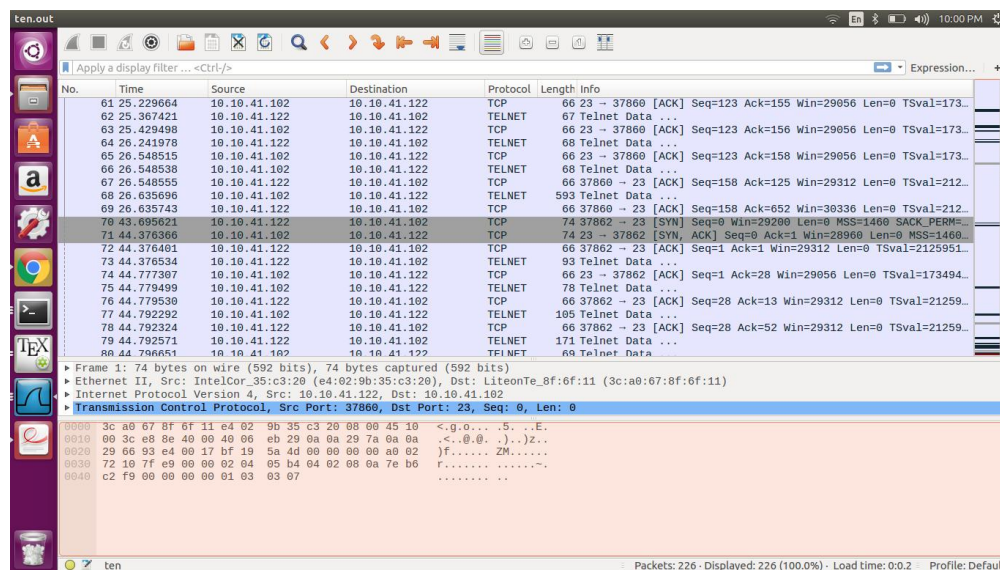 ten.out En 10:00 PM
Apply a display filter ... <Ctrl-/> Expression... +
No. Time Source Destination Protocol Length Info
61 25.229664 10.10.41.102 10.10.41.122 TCP 66 23 → 37860 [ACK] Seq=123 Ack=155 Win=29056 Len=0 TSval=173…
62 25.367421 10.10.41.122 10.10.41.102 TELNET 67 Telnet Data ...
63 25.429498 10.10.41.102 10.10.41.122 TCP 66 23 → 37860 [ACK] Seq=123 Ack=156 Win=29056 Len=0 TSval=173…
64 26.241978 10.10.41.122 10.10.41.102 TELNET 68 Telnet Data ...
65 26.548515 10.10.41.102 10.10.41.122 TCP 66 23 → 37860 [ACK] Seq=123 Ack=158 Win=29056 Len=0 TSval=173…
66 26.548538 10.10.41.102 10.10.41.122 TELNET 68 Telnet Data ...
67 26.548555 10.10.41.122 10.10.41.102 TCP 66 37860 → 23 [ACK] Seq=158 Ack=125 Win=29312 Len=0 TSval=212…
68 26.635696 10.10.41.102 10.10.41.122 TELNET 593 Telnet Data ...
69 26.635743 10.10.41.122 10.10.41.102 TCP 66 37860 → 23 [ACK] Seq=158 Ack=652 Win=30336 Len=0 TSval=212…
70 43.695621 10.10.41.122 10.10.41.102 TCP 74 37862 → 23 [SYN] Seq=0 Win=29200 Len=0 MSS=1460 SACK_PERM=…
71 44.376366 10.10.41.102 10.10.41.122 TCP 74 23 → 37862 [SYN, ACK] Seq=0 Ack=1 Win=28960 Len=0 MSS=1460…
72 44.376401 10.10.41.122 10.10.41.102 TCP 66 37862 → 23 [ACK] Seq=1 Ack=1 Win=29312 Len=0 TSval=2125951…
73 44.376534 10.10.41.122 10.10.41.102 TELNET 93 Telnet Data ...
74 44.777307 10.10.41.102 10.10.41.122 TCP 66 23 → 37862 [ACK] Seq=1 Ack=28 Win=29056 Len=0 TSval=173494…
75 44.779499 10.10.41.102 10.10.41.122 TELNET 78 Telnet Data ...
76 44.779530 10.10.41.122 10.10.41.102 TCP 66 37862 → 23 [ACK] Seq=28 Ack=13 Win=29312 Len=0 TSval=21259…
77 44.792292 10.10.41.102 10.10.41.122 TELNET 105 Telnet Data ...
78 44.792324 10.10.41.122 10.10.41.102 TCP 66 37862 → 23 [ACK] Seq=28 Ack=52 Win=29312 Len=0 TSval=21259…
79 44.792571 10.10.41.122 10.10.41.102 TELNET 171 Telnet Data ...
80 44.796651 10.10.41.102 10.10.41.122 TELNET 69 Telnet Data ...
Frame 1: 74 bytes on wire (592 bits), 74 bytes captured (592 bits)
Ethernet II, Src: IntelCor_35:c3:20 (e4:02:9b:35:c3:20), Dst: LiteonTe_8f:6f:11 (3c:a0:67:8f:6f:11)
Internet Protocol Version 4, Src: 10.10.41.122, Dst: 10.10.41.102
Transmission Control Protocol, Src Port: 37860, Dst Port: 23, Seq: 0, Len: 0
0000 3c a0 67 8f 6f 11 e4 02 9b 35 c3 20 08 00 45 10 <.g.o... .5. ..E.
0010 00 3c e8 8e 40 00 40 06 eb 29 0a 0a 29 7a 0a 0a .<..@.@. .)..)z..
0020 29 66 93 e4 00 17 bf 19 5a 4d 00 00 00 00 a0 02 )f...... ZM......
0030 72 10 7f e9 00 00 02 04 05 b4 04 02 08 0a 7e b6 r....... ......~.
0040 c2 f9 00 00 00 00 01 03 03 07 ........ ..
ten Packets: 226 · Displayed: 226 (100.0%) · Load time: 0:0.2 Profile: Defaul
a
TEX